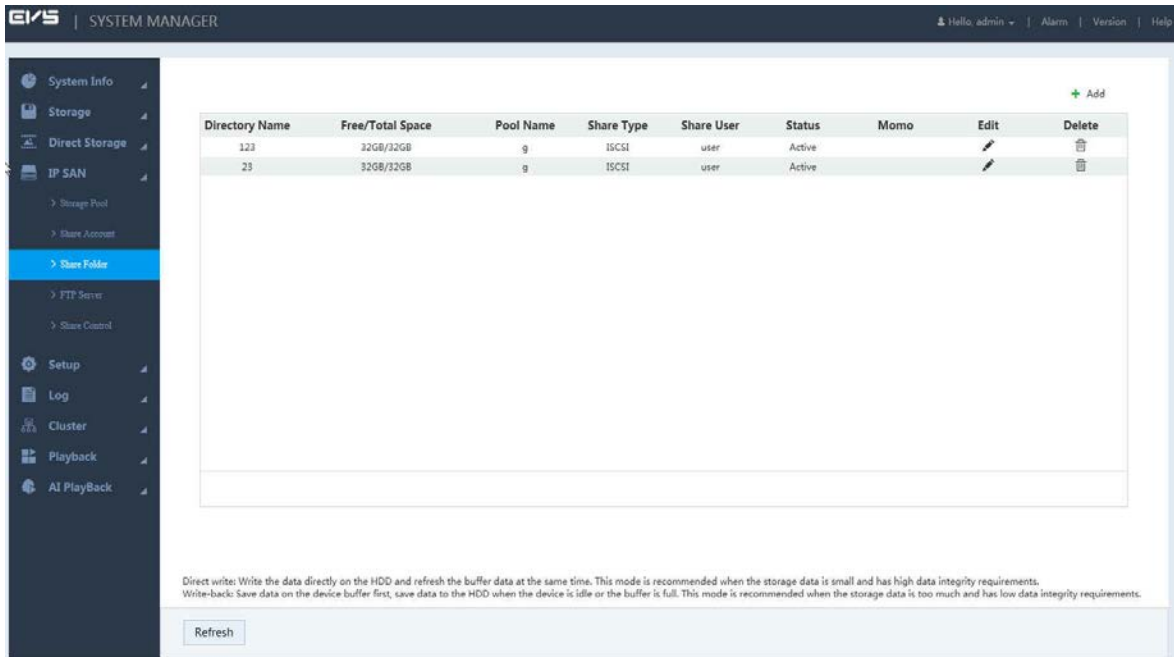 EVS | SYSTEM MANAGER
Hello, admin | Alarm | Version | Help
System Info
Storage
Direct Storage
IP SAN
> Storage Pool
> Share Account
> Share Folder
> FTP Server
> Share Control
Setup
Log
Cluster
Playback
AI PlayBack
+ Add
Directory Name Free/Total Space Pool Name Share Type Share User Status Momo Edit Delete
123 32GB/32GB g ISCSI user Active
23 32GB/32GB g ISCSI user Active
Direct write: Write the data directly on the HDD and refresh the buffer data at the same time. This mode is recommended when the storage data is small and has high data integrity requirements.
Write-back: Save data on the device buffer first, save data to the HDD when the device is idle or the buffer is full. This mode is recommended when the storage data is too much and has low data integrity requirements.
Refresh